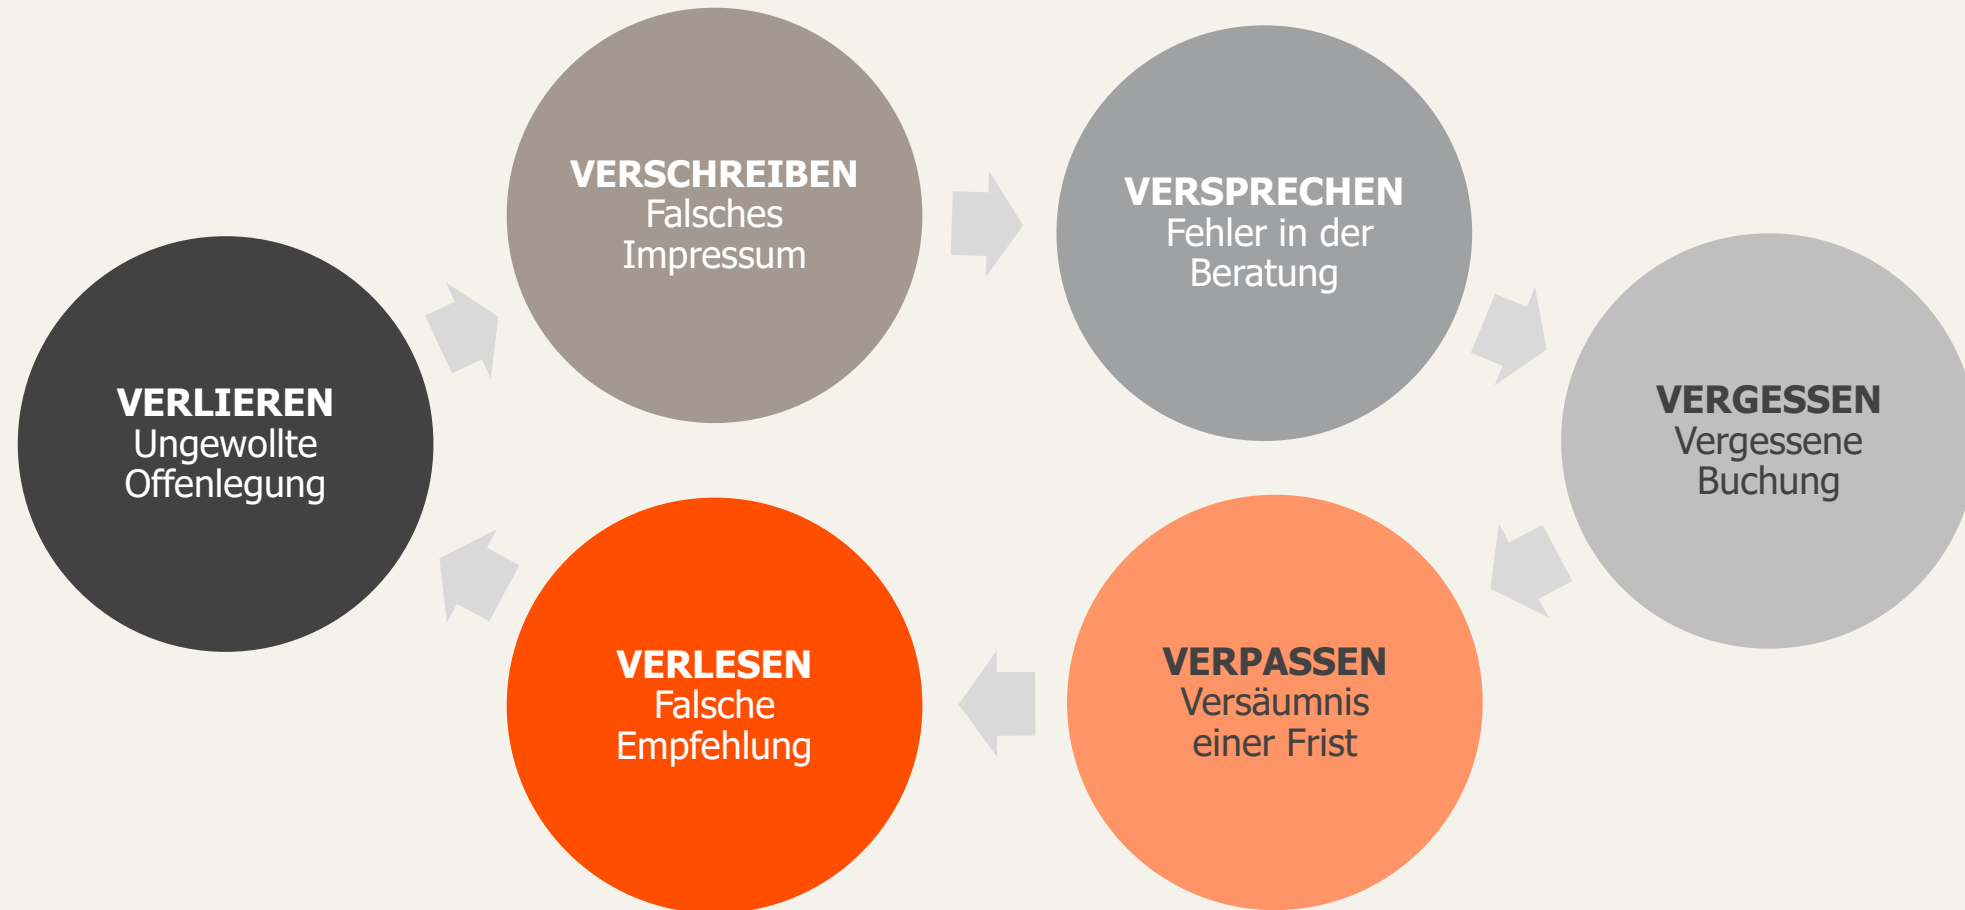 VERSCHREIBEN
Falsches
Impressum
VERSPRECHEN
Fehler in der
Beratung
VERGESSEN
Vergessene
Buchung
VERPASSEN
Versäumnis
einer Frist
VERLESEN
Falsche
Empfehlung
VERLIEREN
Ungewollte
Offenlegung